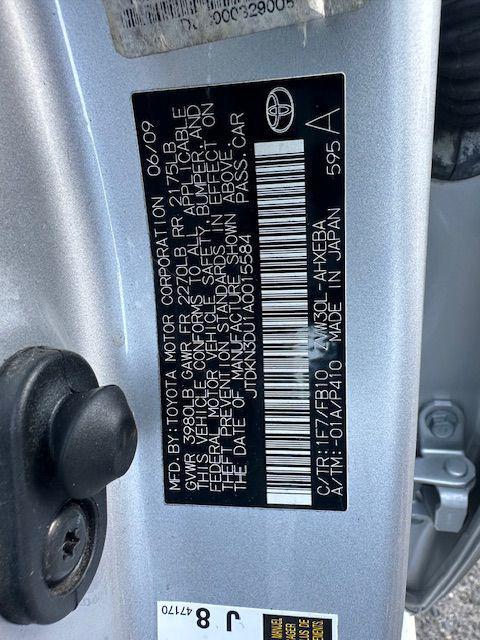 MFD.BY:TOYOTA MOTOR CORPORATION 06/09
GVWR 3980LB GAWR FR 2270LB RR 2175LB
THIS VEHICLE CONFORMS TO ALL APPLICABLE
FEDERAL MOTOR VEHICLE SAFETY, BUMPER, AND
THEFT PREVENTION STANDARDS IN EFFECT ON
THE DATE OF MANUFACTURE SHOWN ABOVE.
JTDKN3DU1A0015584 PASS.CAR
C/TR:1F7/FB10 ZVW30L-AHXEBA
A/TM:-01A/P410 MADE IN JAPAN 595 A
47170
J 8